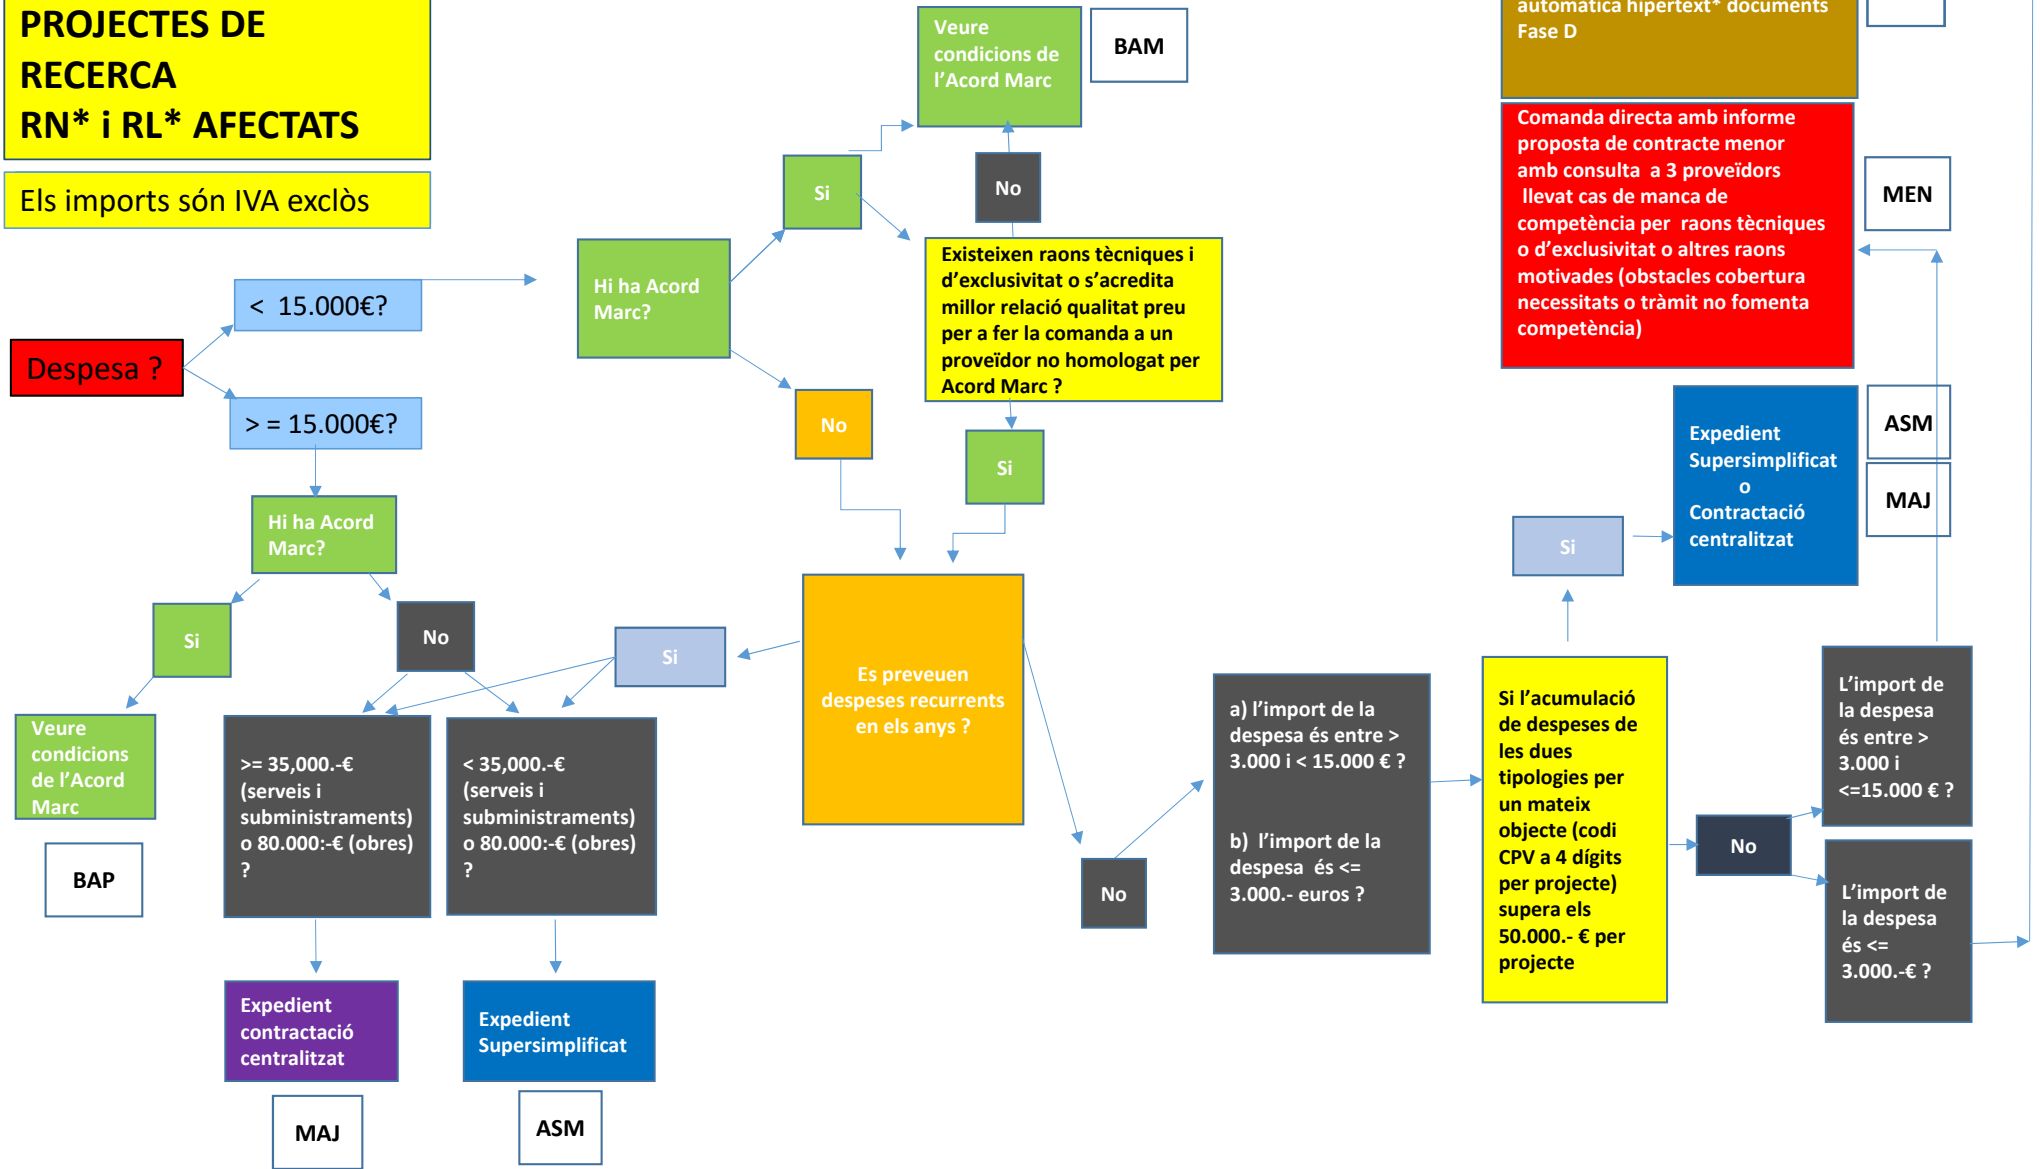 PROJECTES DE
RECERCA
RN* i RL* AFECTATS
Els imports són IVA exclòs
Despesa ?
< 15.000€?
> = 15.000€?
Hi ha Acord
Marc?
Si
No
Veure
condicions
de l'Acord
Marc
BAP
>= 35,000.-€
(serveis i
subministraments)
o 80.000:-€ (obres)
?
< 35,000.-€
(serveis i
subministraments)
o 80.000:-€ (obres)
?
Expedient
contractació
centralitzat
MAJ
Expedient
Supersimplificat
ASM
Hi ha Acord
Marc?
Si
No
Veure
condicions de
l'Acord Marc
BAM
No
Existeixen raons tècniques i
d'exclusivitat o s'acredita
millor relació qualitat preu
per a fer la comanda a un
proveïdor no homologat per
Acord Marc ?
Si
Es preveuen
despeses recurrents
en els anys ?
Si
No
a) l'import de la
despesa és entre >
3.000 i < 15.000 € ?
b) l'import de la
despesa és <=
3.000.- euros ?
Si l'acumulació
de despeses de
les dues
tipologies per
un mateix
objecte (codi
CPV a 4 dígits
per projecte)
supera els
50.000.- € per
projecte
Si
Expedient
Supersimplificat
o
Contractació
centralitzat
ASM
MAJ
No
L'import de
la despesa
és entre >
3.000 i
<=15.000 € ?
L'import de
la despesa
és <=
3.000.-€ ?
automàtica hipertext* documents
Fase D
Comanda directa amb informe
proposta de contracte menor
amb consulta a 3 proveïdors
llevat cas de manca de
competència per raons tècniques
o d'exclusivitat o altres raons
motivades (obstacles cobertura
necessitats o tràmit no fomenta
competència)
MEN